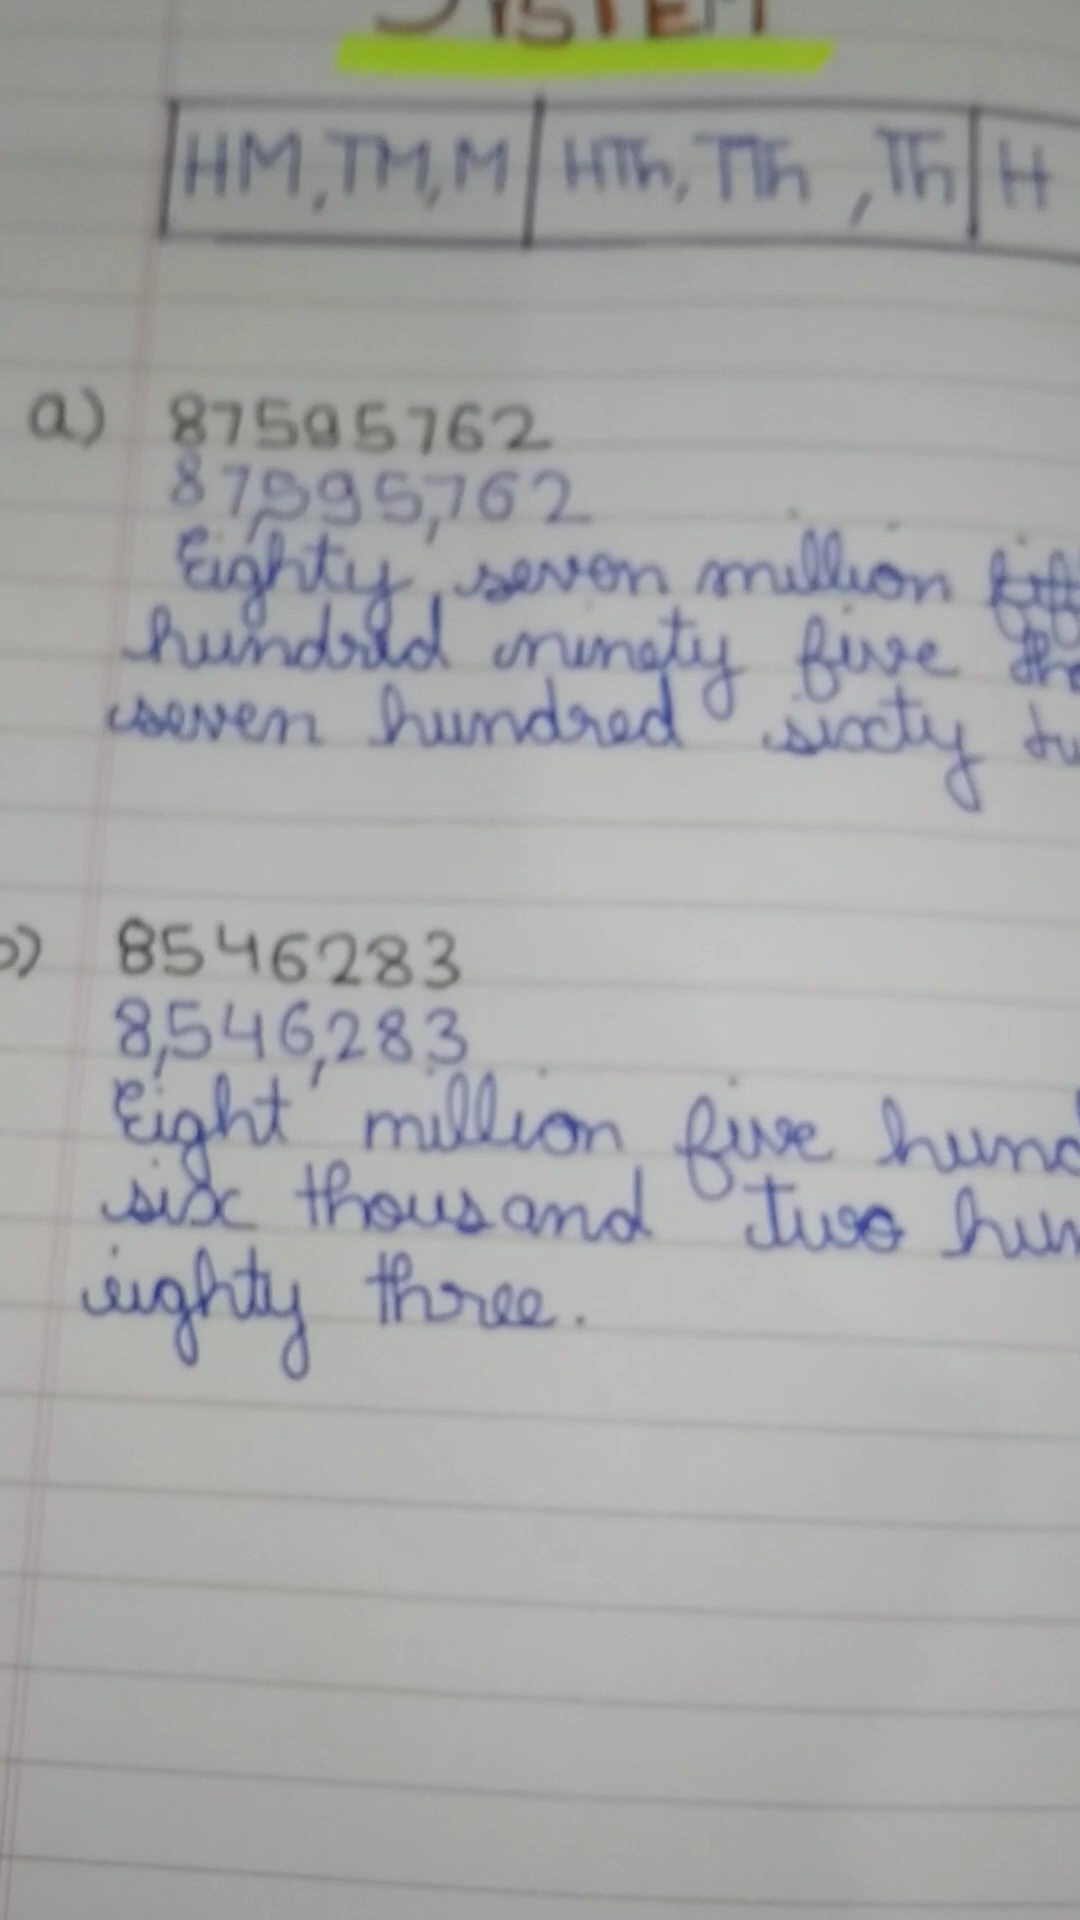 SYSTEM
HM, TM, M | HTh, TTh, Th | H
a) 87595762
87,595,762
Eighty seven million
hundred ninety five
seven hundred sixty
b) 8546283
8,546,283
Eight million five
six thousand two
eighty three.